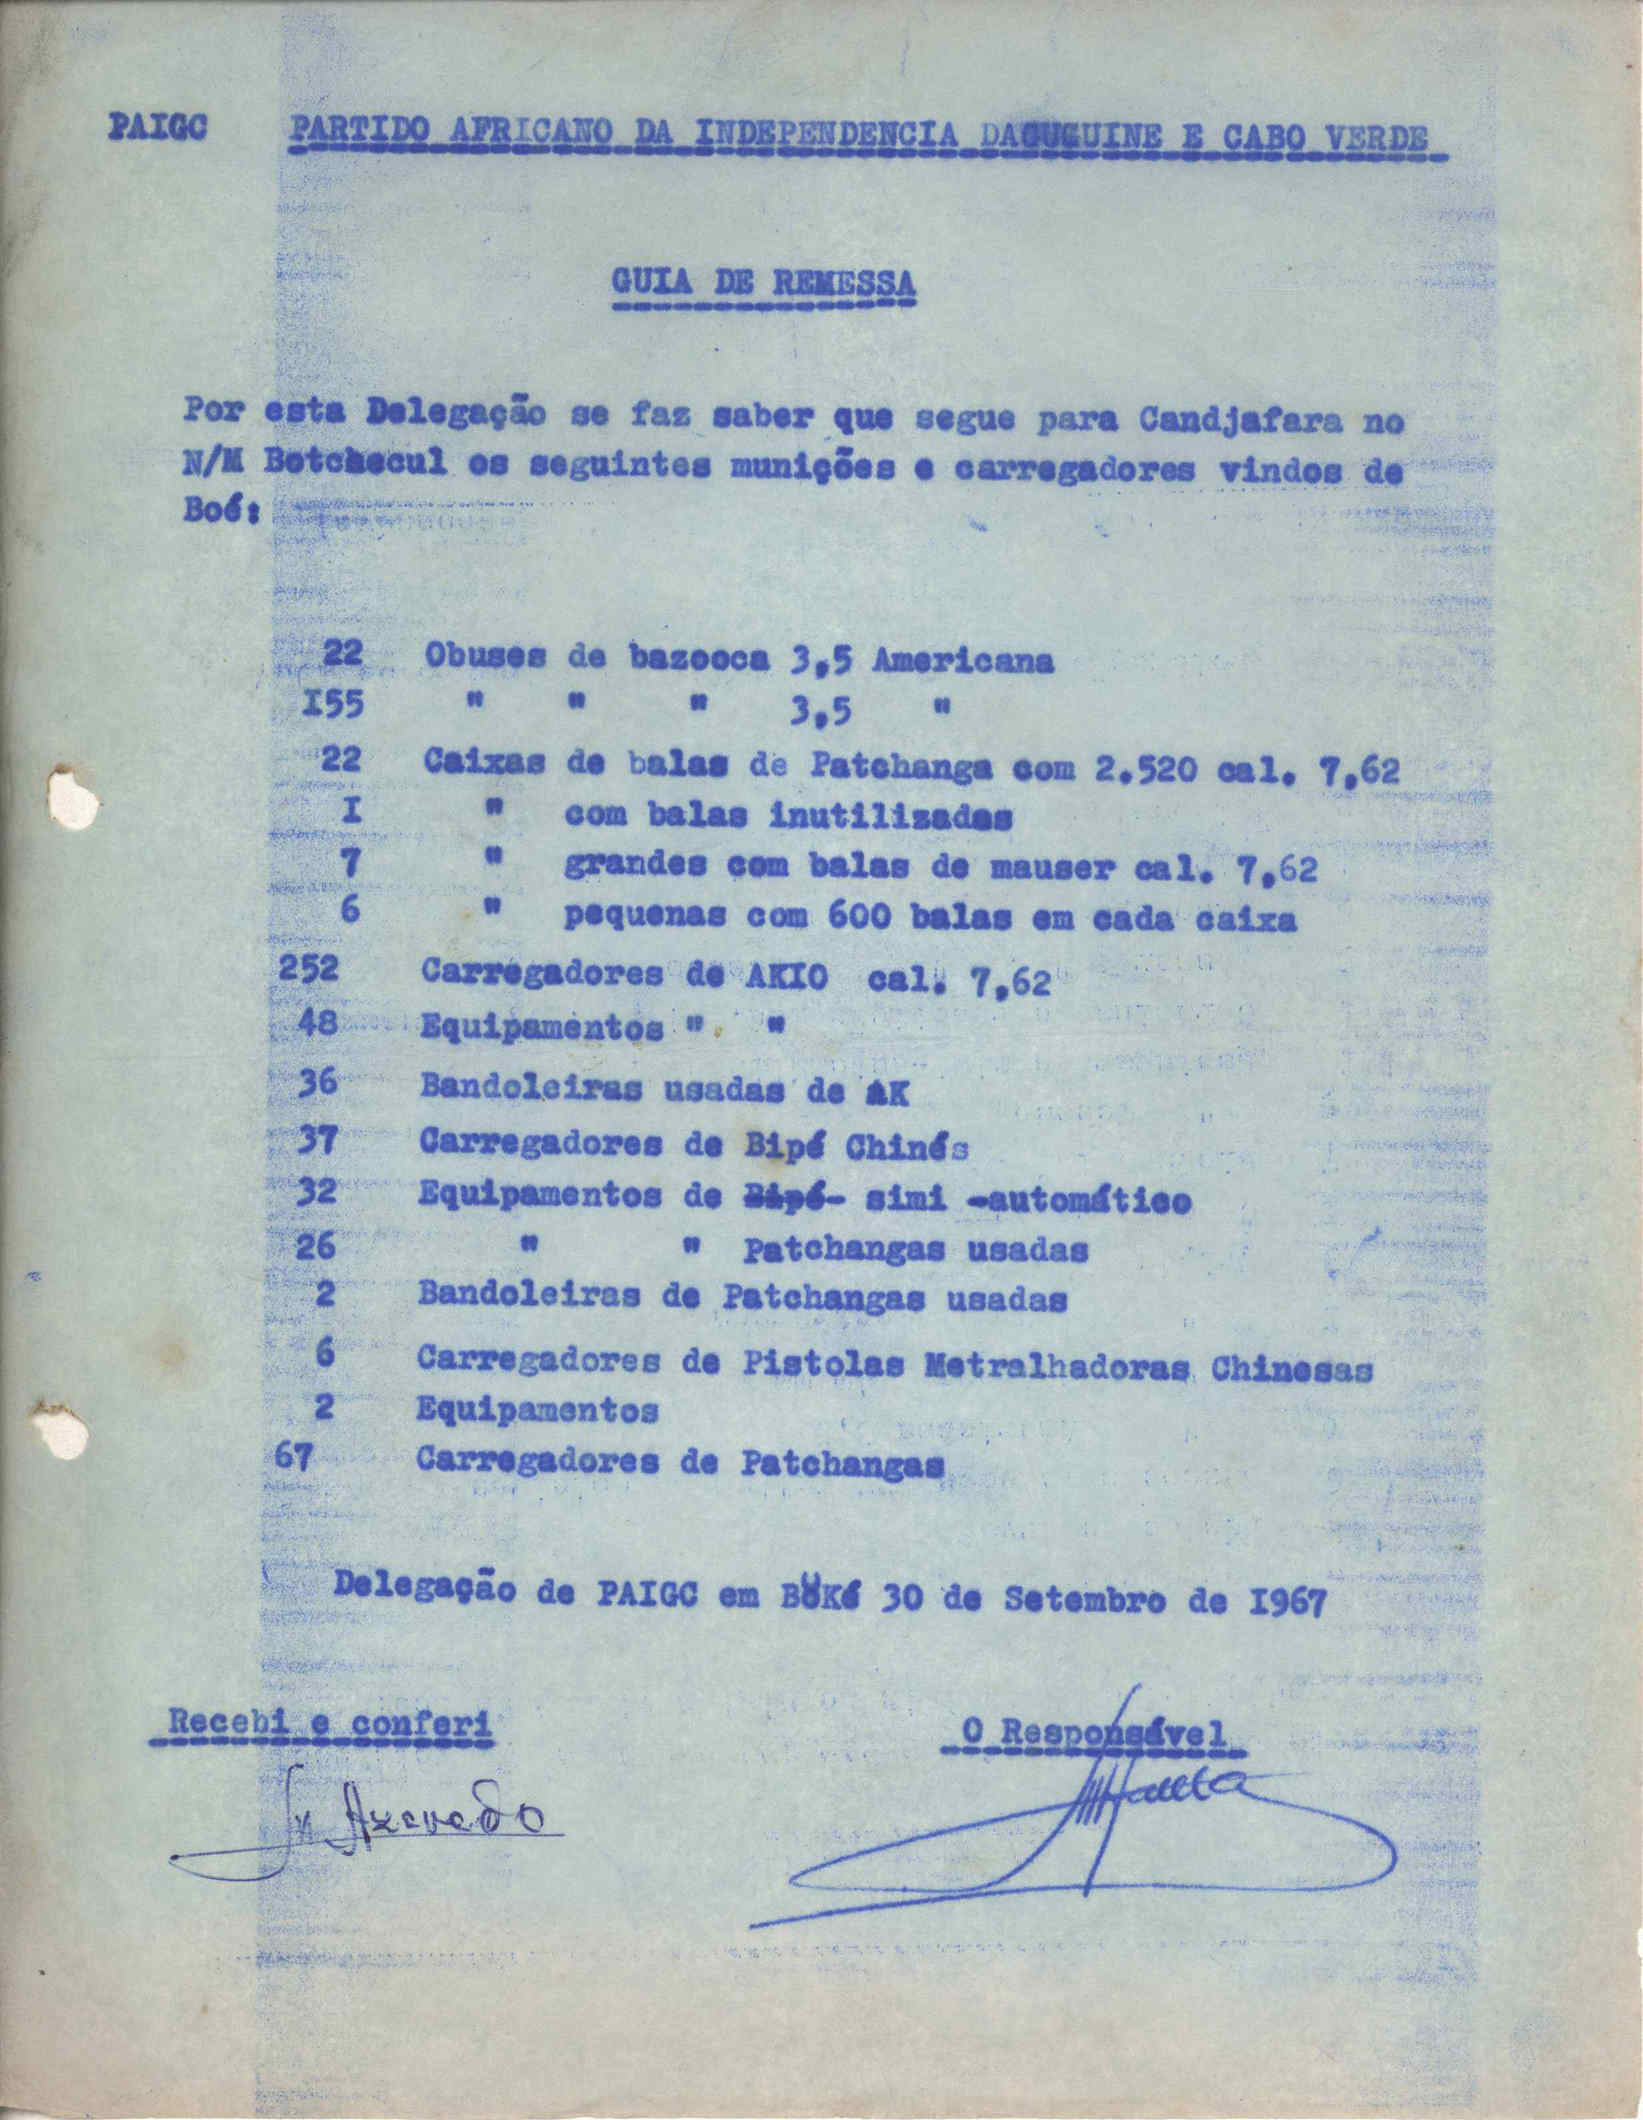 PAIGC PARTIDO AFRICANO DA INDEPENDENCIA DAGUGUINE E CABO VERDE
GUIA DE REMESSA
Por esta Delegação se faz saber que segue para Candjafara no
N/M Botchecul os seguintes munições e carregadores vindos de
Boé:
22 Obuses de bazooca 3,5 Americana
I55 " " " 3,5 "
22 Caixas de balas de Patchanga com 2.520 cal. 7,62
I " com balas inutilizadas
7 " grandes com balas de mauser cal. 7,62
6 " pequenas com 600 balas em cada caixa
252 Carregadores de AKIO cal. 7,62
48 Equipamentos " "
36 Bandoleiras usadas de AK
37 Carregadores de Bipé Chinés
32 Equipamentos de Bipé- simi -automático
26 " " Patchangas usadas
2 Bandoleiras de Patchangas usadas
6 Carregadores de Pistolas Metralhadoras Chinesas
2 Equipamentos
67 Carregadores de Patchangas
Delegação de PAIGC em BöKé 30 de Setembro de I967
Recebi e conferi O Responsável
Azevedo